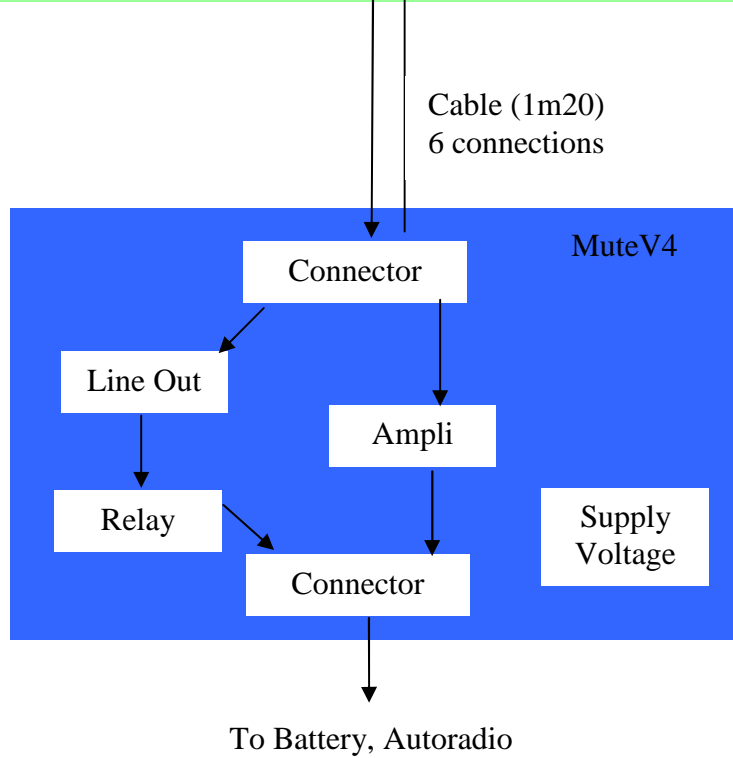 Cable (1m20)
6 connections
MuteV4
Connector
Line Out
Ampli
Relay
Supply
Voltage
Connector
To Battery, Autoradio